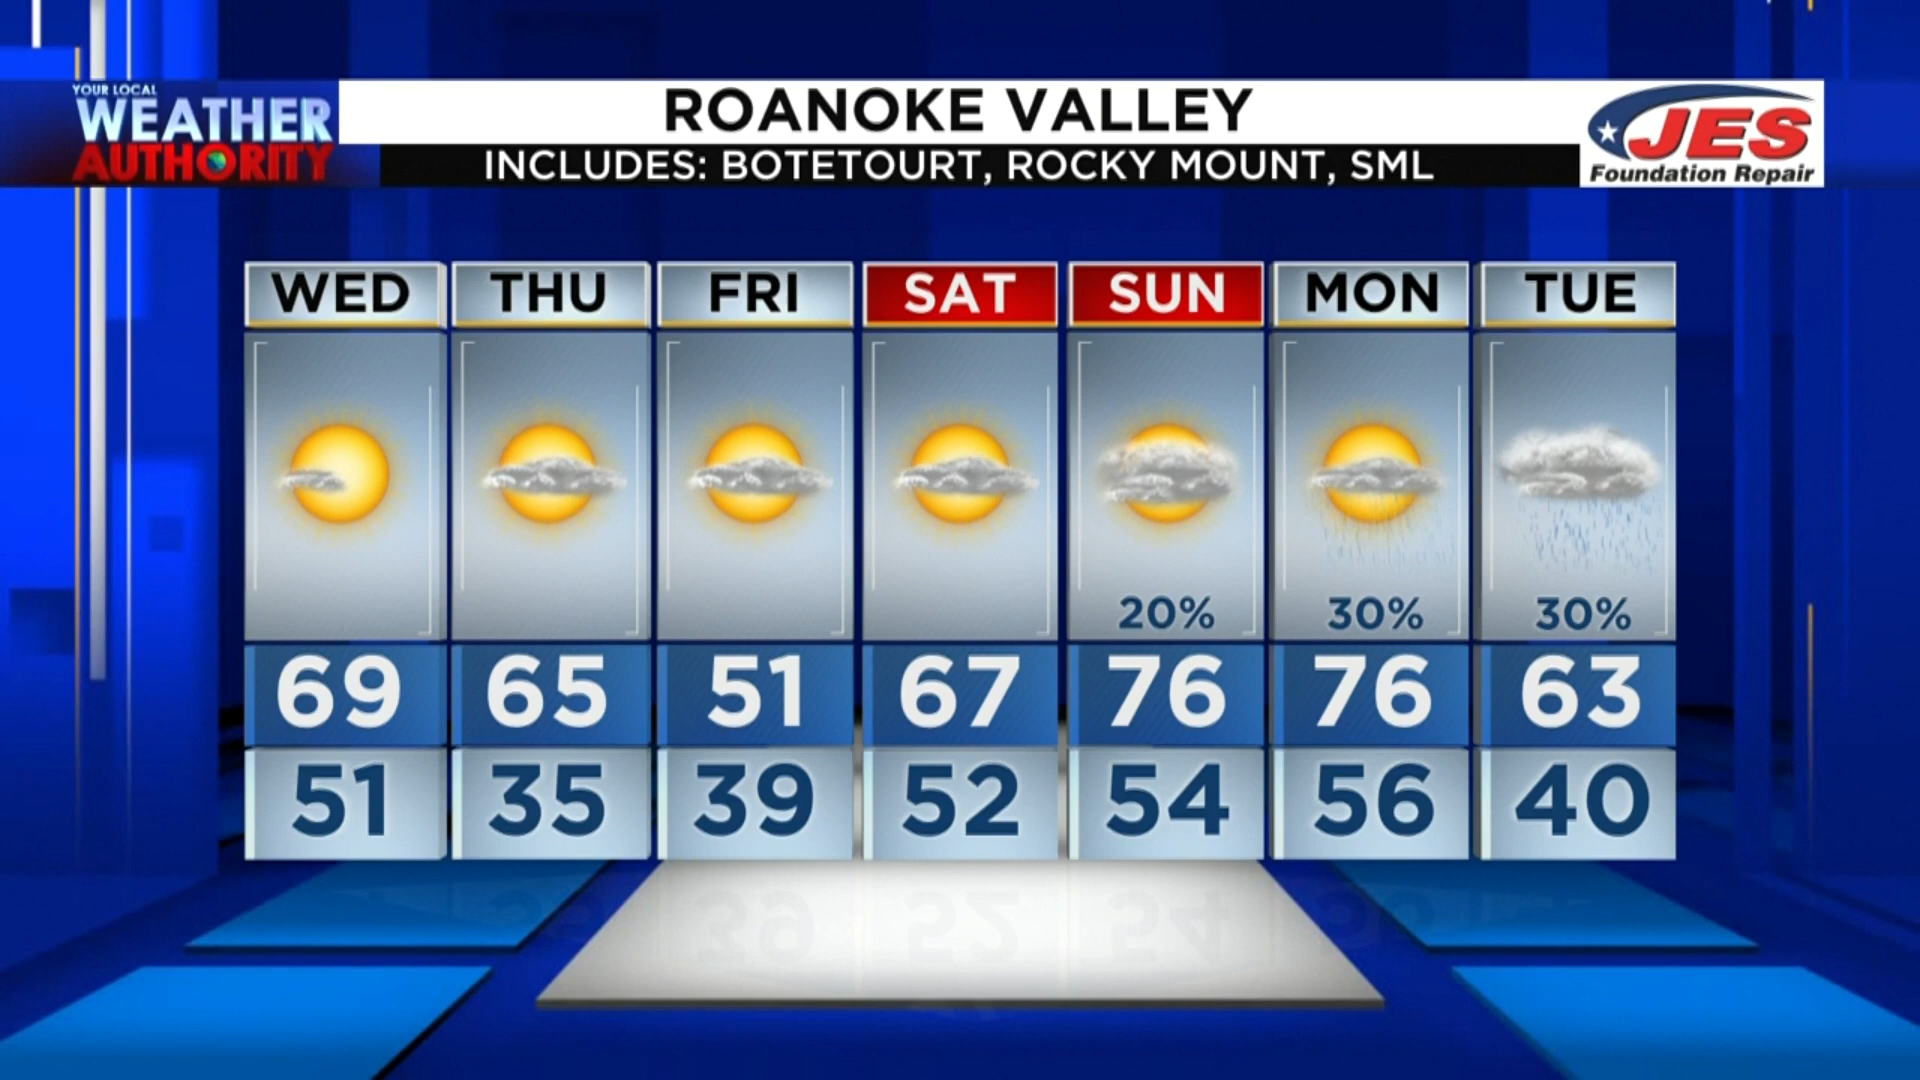 YOUR LOCAL
WEATHER
AUTHORITY
ROANOKE VALLEY
INCLUDES: BOTETOURT, ROCKY MOUNT, SML
JES
Foundation Repair
WED THU FRI SAT SUN MON TUE
20% 30% 30%
69 65 51 67 76 76 63
51 35 39 52 54 56 40